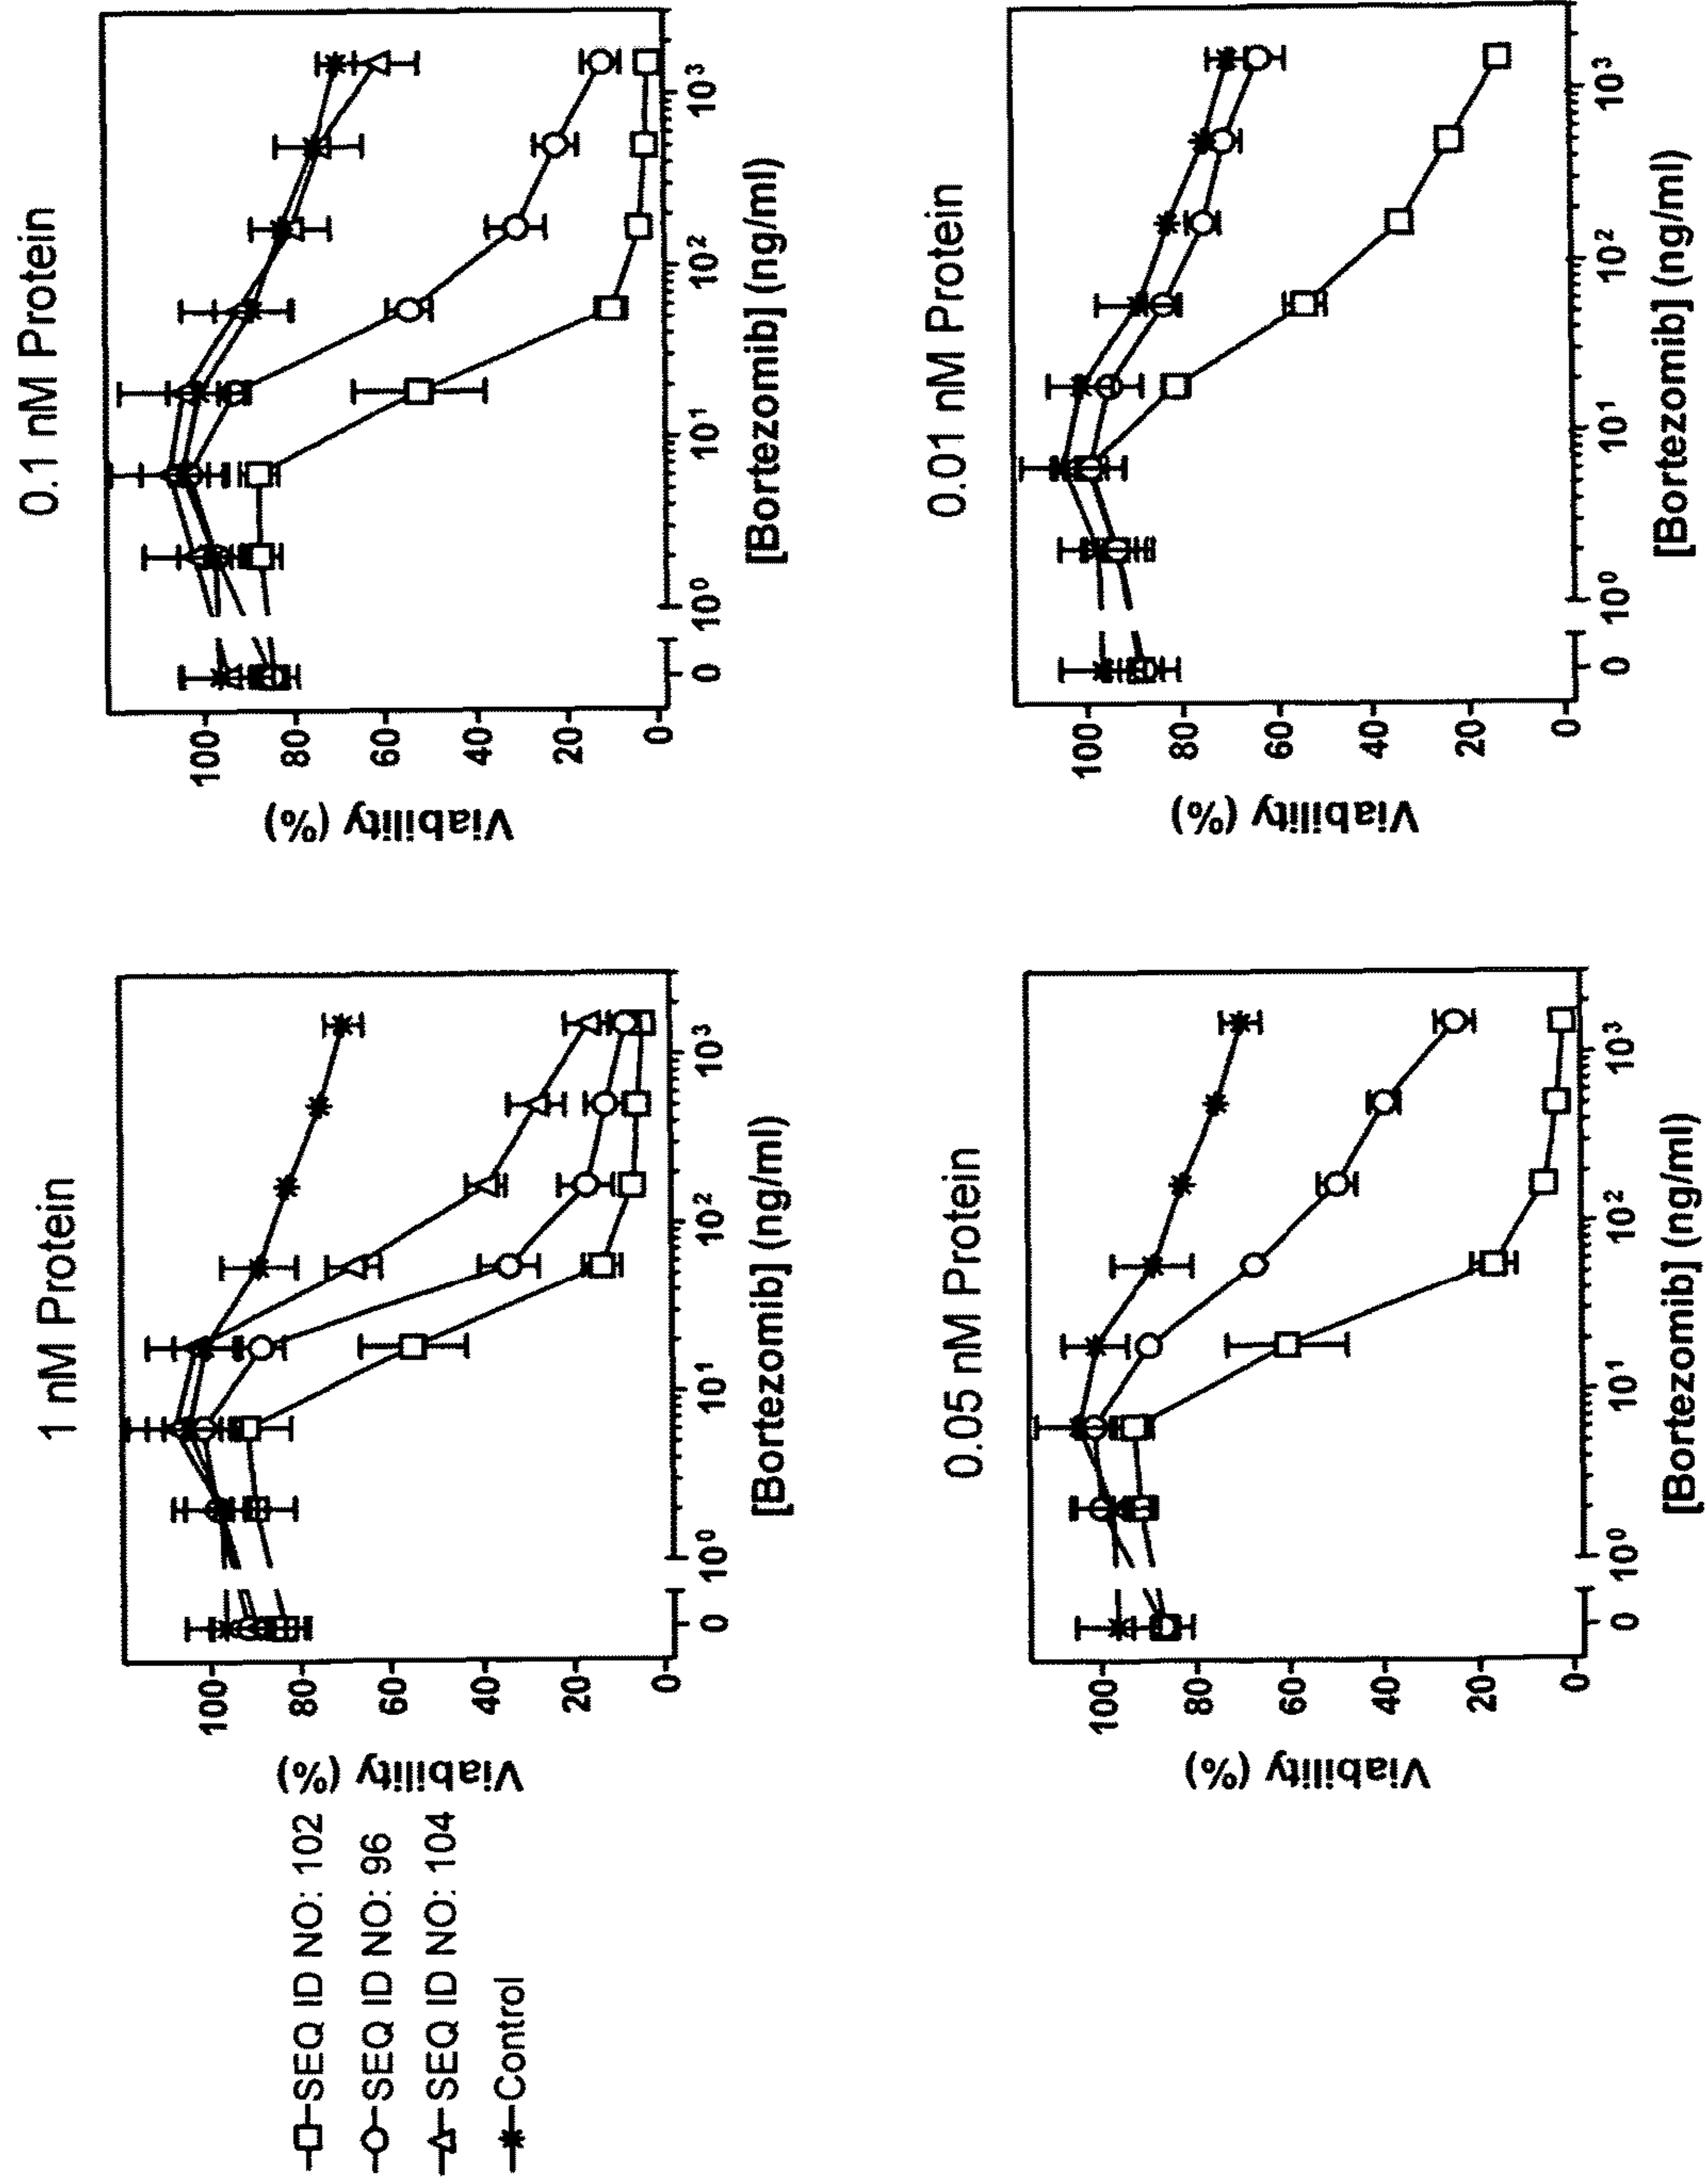 SEQ ID NO: 102
SEQ ID NO: 96
SEQ ID NO: 104
Control
1 nM Protein
Viability (%)
100
80
60
40
20
0
0 10⁰ 10¹ 10² 10³
[Bortezomib] (ng/ml)
0.1 nM Protein
Viability (%)
100
80
60
40
20
0
0 10⁰ 10¹ 10² 10³
[Bortezomib] (ng/ml)
0.05 nM Protein
Viability (%)
100
80
60
40
20
0
0 10⁰ 10¹ 10² 10³
[Bortezomib] (ng/ml)
0.01 nM Protein
Viability (%)
100
80
60
40
20
0
0 10⁰ 10¹ 10² 10³
[Bortezomib] (ng/ml)